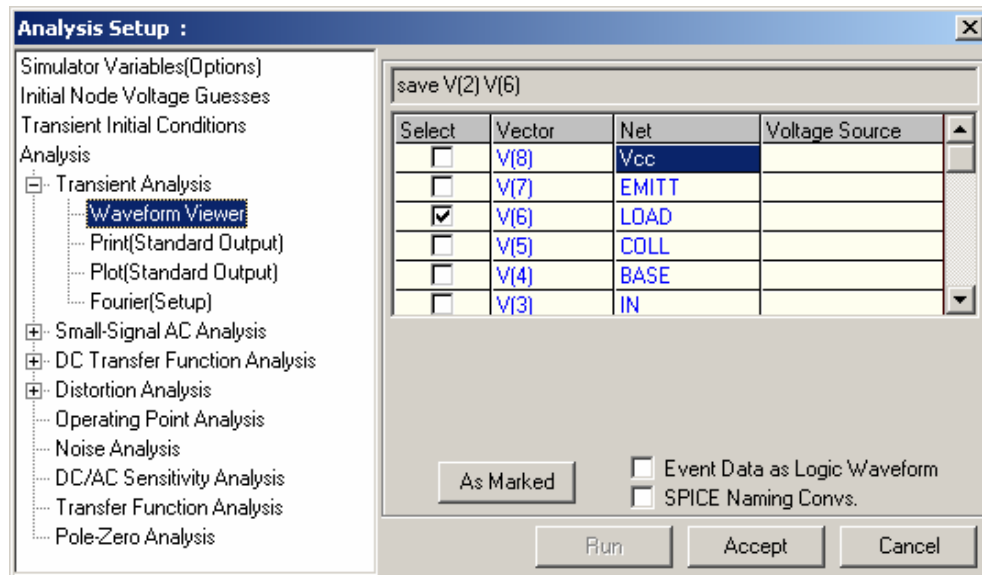 Analysis Setup :
Simulator Variables(Options)
Initial Node Voltage Guesses
Transient Initial Conditions
Analysis
Transient Analysis
Waveform Viewer
Print(Standard Output)
Plot(Standard Output)
Fourier(Setup)
Small-Signal AC Analysis
DC Transfer Function Analysis
Distortion Analysis
Operating Point Analysis
Noise Analysis
DC/AC Sensitivity Analysis
Transfer Function Analysis
Pole-Zero Analysis
save V(2) V(6)
Select Vector Net Voltage Source
V(8) Vcc
V(7) EMITT
V(6) LOAD
V(5) COLL
V(4) BASE
V(3) IN
As Marked
Event Data as Logic Waveform
SPICE Naming Convs.
Run Accept Cancel